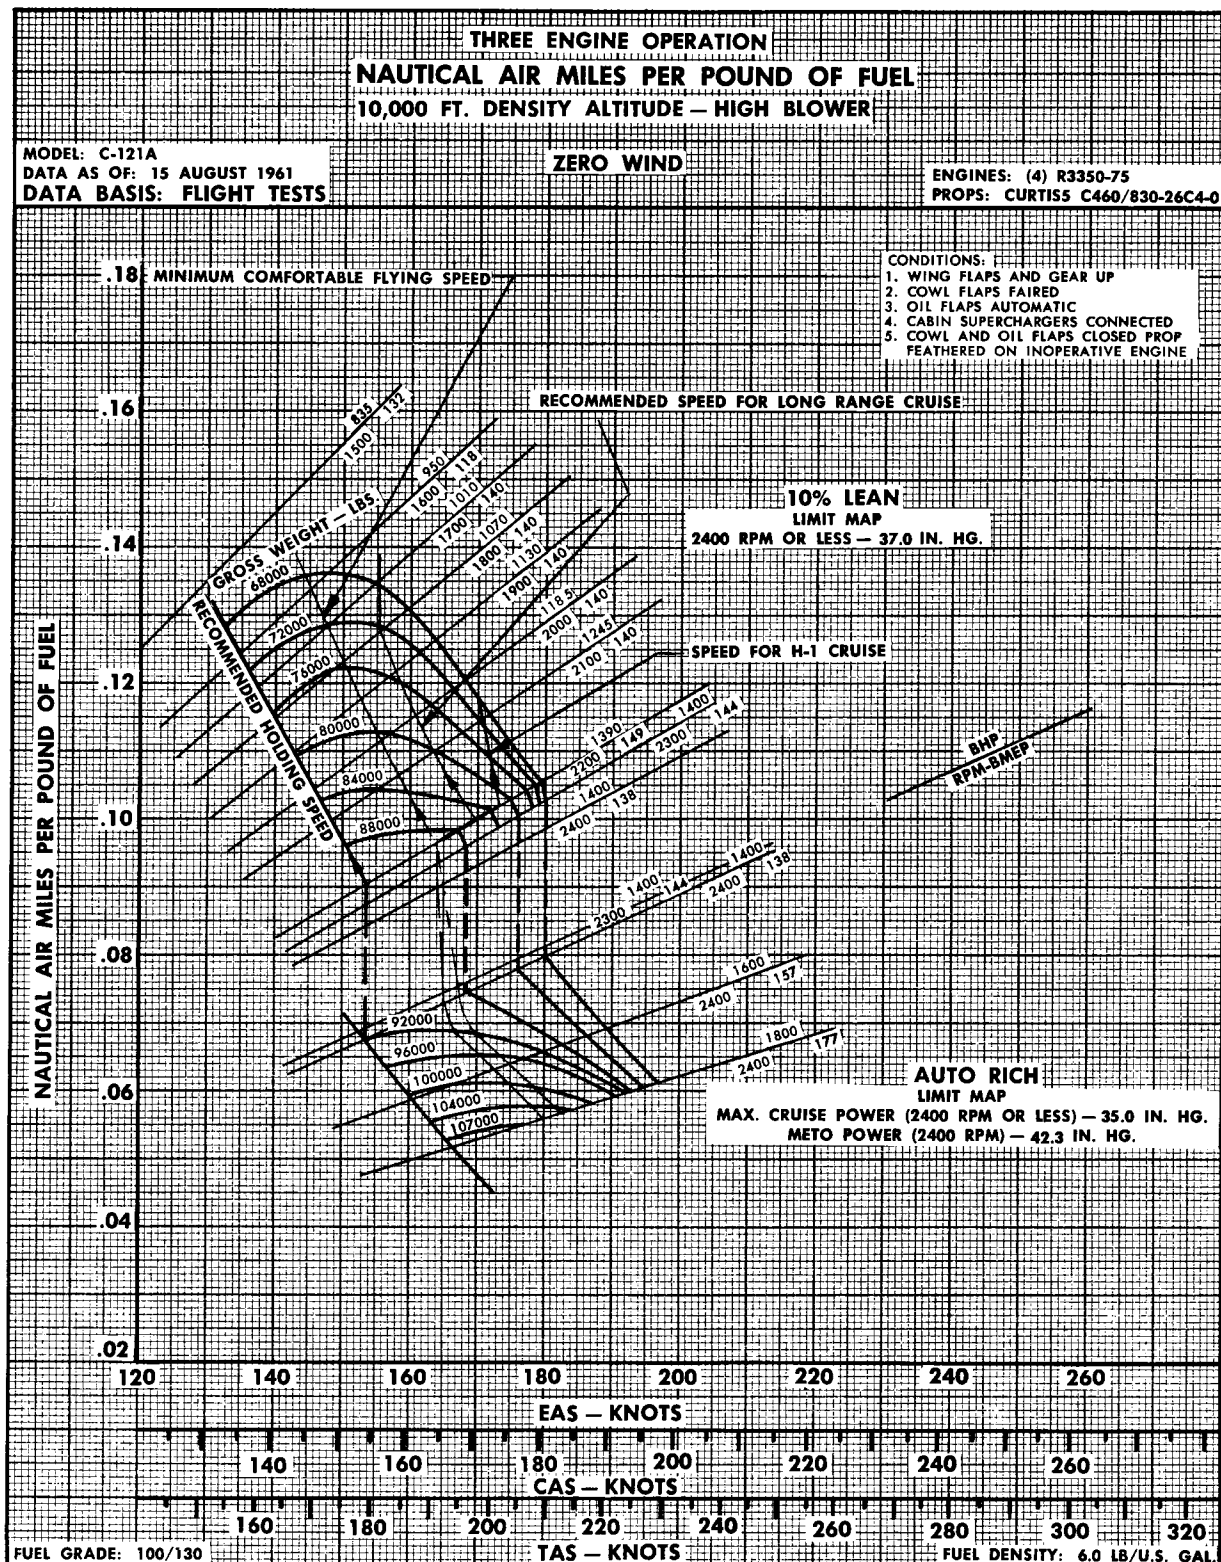 THREE ENGINE OPERATION
NAUTICAL AIR MILES PER POUND OF FUEL
10,000 FT. DENSITY ALTITUDE — HIGH BLOWER
MODEL: C-121A
DATA AS OF: 15 AUGUST 1961
DATA BASIS: FLIGHT TESTS
ZERO WIND
ENGINES: (4) R3350-75
PROPS: CURTIS5 C460/830-26C4-0
CONDITIONS:
1. WING FLAPS AND GEAR UP
2. COWL FLAPS FAIRED
3. OIL FLAPS AUTOMATIC
4. CABIN SUPERCHARGERS CONNECTED
5. COWL AND OIL FLAPS CLOSED PROP
FEATHERED ON INOPERATIVE ENGINE
.18
MINIMUM COMFORTABLE FLYING SPEED
.16
835
1500 132
RECOMMENDED SPEED FOR LONG RANGE CRUISE
950
1600 118
1010
1700 140
1070
1800 140
1130
1900 140
118.5
2000 140
1245
2100 140
10% LEAN
LIMIT MAP
2400 RPM OR LESS — 37.0 IN. HG.
.14
GROSS WEIGHT — LBS
68000
72000
76000
80000
84000
88000
RECOMMENDED HOLDING SPEED
SPEED FOR H-1 CRUISE
.12
1390
2200 149
1400
2300 144
1400
2400 138
BHP
RPM-BMEP
.10
1400
2300 144
1400
2400 138
.08
1600
2400 157
1800
2400 177
92000
96000
100000
104000
107000
.06
AUTO RICH
LIMIT MAP
MAX. CRUISE POWER (2400 RPM OR LESS) — 35.0 IN. HG.
METO POWER (2400 RPM) — 42.3 IN. HG.
.04
.02
NAUTICAL AIR MILES PER POUND OF FUEL
120 140 160 180 200 220 240 260
EAS — KNOTS
140 160 180 200 220 240 260
CAS — KNOTS
160 180 200 220 240 260 280 300 320
TAS — KNOTS
FUEL GRADE: 100/130
FUEL DENSITY: 6.0 LB/U.S. GAL